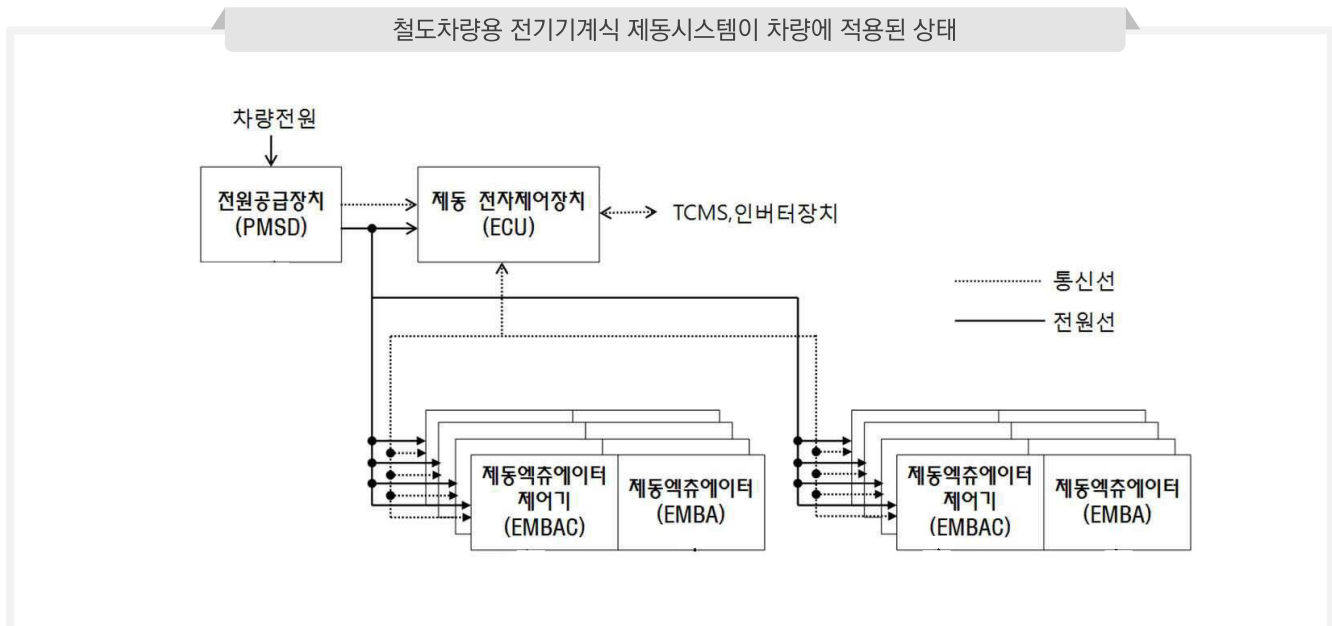 철도차량용 전기기계식 제동시스템이 차량에 적용된 상태
차량전원
전원공급장치
(PMSD)
제동 전자제어장치
(ECU)
TCMS,인버터장치
통신선
전원선
제동엑츄에이터
제어기
(EMBAC)
제동엑츄에이터
(EMBA)
제동엑츄에이터
제어기
(EMBAC)
제동엑츄에이터
(EMBA)